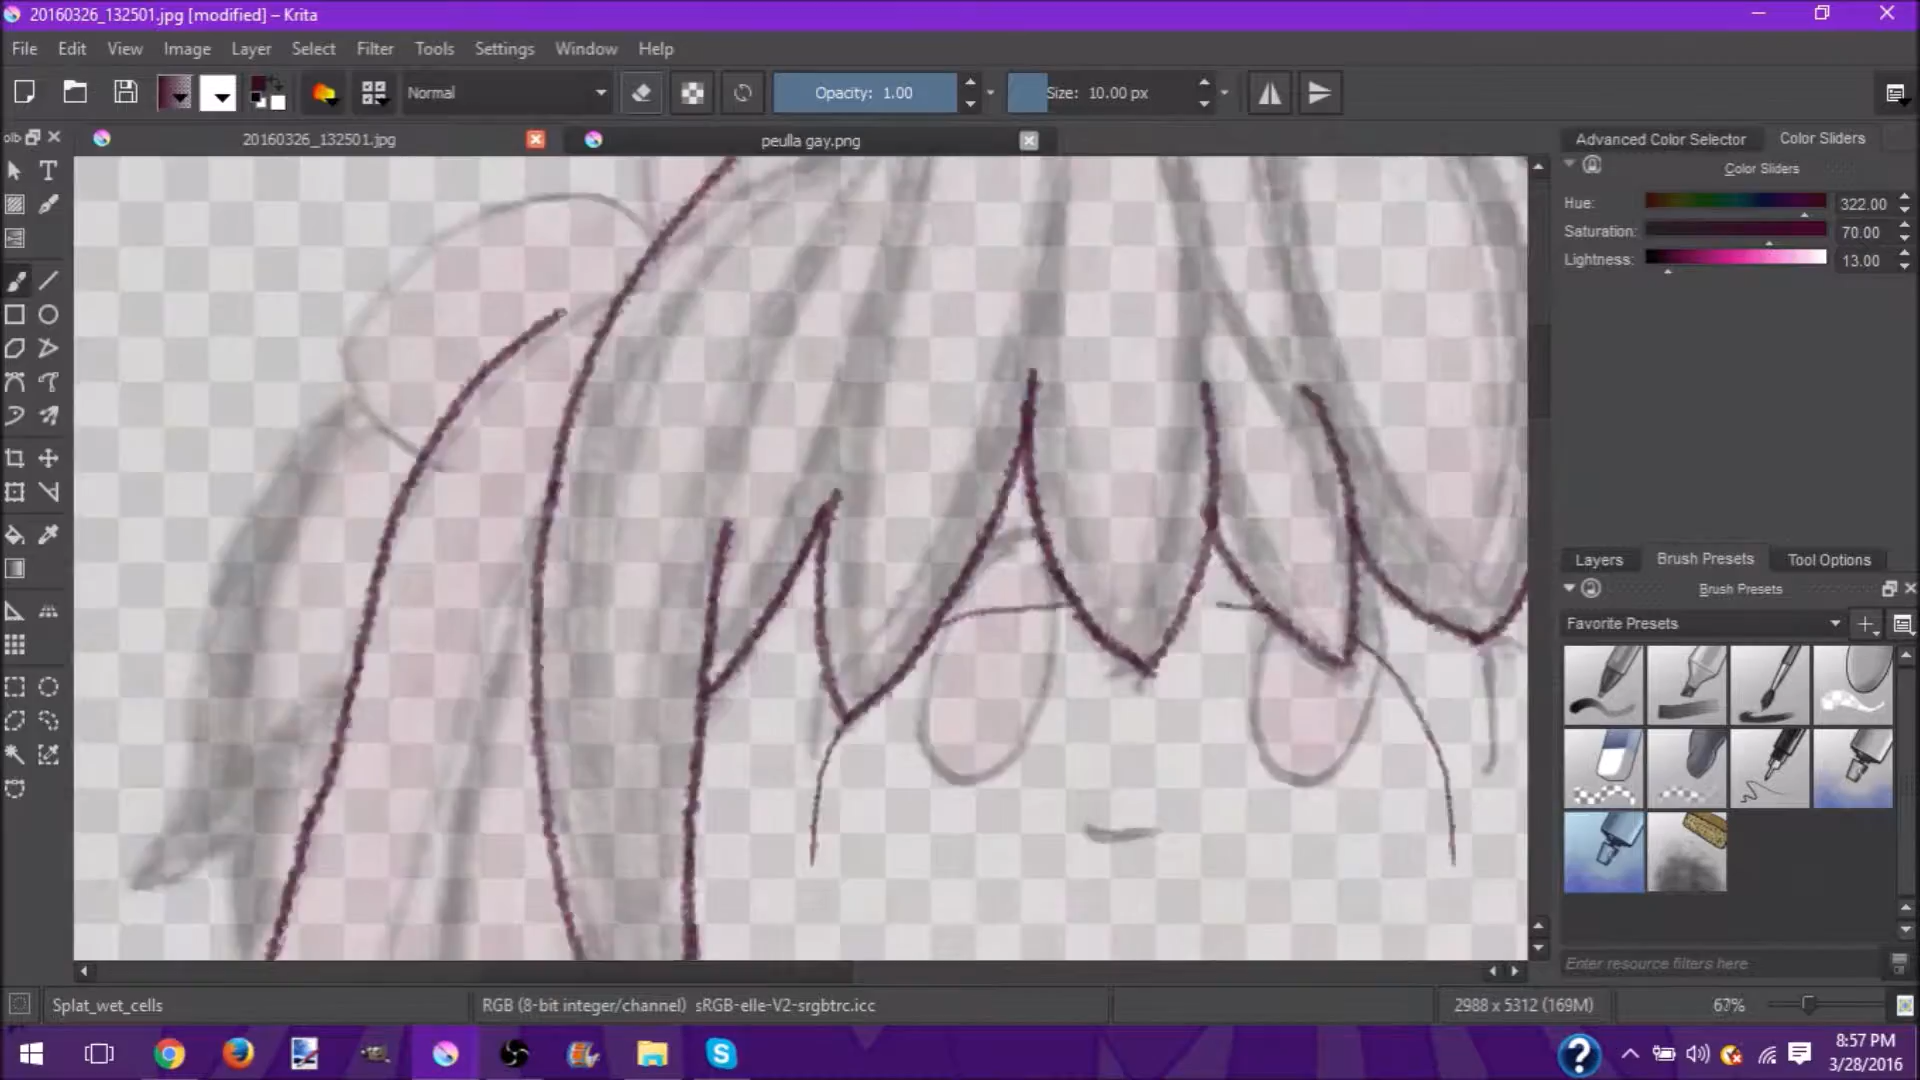 20160326_132501.jpg [modified] – Krita
File Edit View Image Layer Select Filter Tools Settings Window Help
Normal Opacity: 1.00 Size: 10.00 px
20160326_132501.jpg peulla gay.png
Advanced Color Selector Color Sliders
Color Sliders
Hue: 322.00
Saturation: 70.00
Lightness: 13.00
Layers Brush Presets Tool Options
Brush Presets
Favorite Presets
Enter resource filters here
Splat_wet_cells RGB (8-bit integer/channel) sRGB-elle-V2-srgbtrc.icc 2988 x 5312 (169M) 67%
8:57 PM
3/28/2016